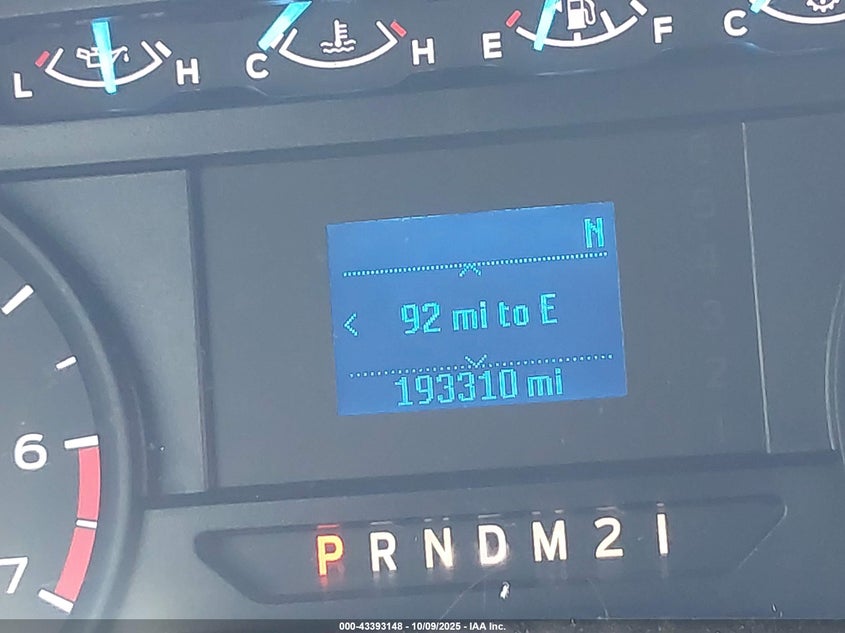 L H C H E F C
N
92 mi to E
193310 mi
6
7
P R N D M 2 1
000-43393148 - 10/09/2025 - IAA Inc.